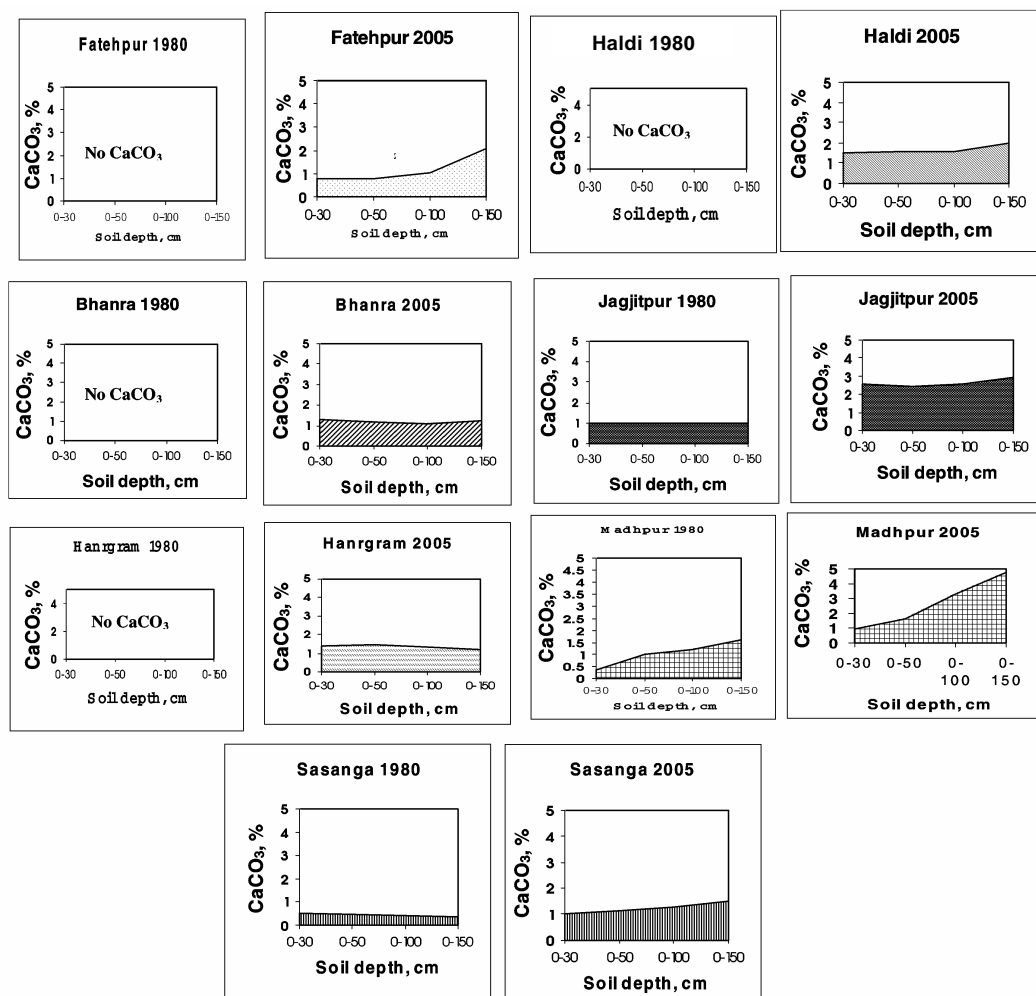 Fatehpur 1980
CaCO₃, %
5
4
3
2
1
0
No CaCO₃
0-30 0-50 0-100 0-150
Soil depth, cm
Fatehpur 2005
CaCO₃, %
5
4
3
2
1
0
0-30 0-50 0-100 0-150
Soil depth, cm
Haldi 1980
CaCO₃, %
4
2
0
No CaCO₃
0-30 0-50 0-100 0-150
Soil depth, cm
Haldi 2005
CaCO₃, %
5
4
3
2
1
0
0-30 0-50 0-100 0-150
Soil depth, cm
Bhanra 1980
CaCO₃, %
5
4
3
2
1
0
No CaCO₃
0-30 0-50 0-100 0-150
Soil depth, cm
Bhanra 2005
CaCO₃, %
5
4
3
2
1
0
0-30 0-50 0-100 0-150
Soil depth, cm
Jagjitpur 1980
CaCO₃, %
5
4
3
2
1
0
0-30 0-50 0-100 0-150
Soil depth, cm
Jagjitpur 2005
CaCO₃, %
5
4
3
2
1
0
0-30 0-50 0-100 0-150
Soil depth, cm
Hanrgram 1980
CaCO₃, %
4
2
0
No CaCO₃
0-30 0-50 0-100 0-150
Soil depth, cm
Hanrgram 2005
CaCO₃, %
5
4
3
2
1
0
0-30 0-50 0-100 0-150
Soil depth, cm
Madhpur 1980
CaCO₃, %
5
4.5
4
3.5
3
2.5
2
1.5
1
0.5
0
0-30 0-50 0-100 0-150
Soil depth, cm
Madhpur 2005
CaCO₃, %
5
4
3
2
1
0
0-30 0-50 0- 0-
100 150
Soil depth, cm
Sasanga 1980
CaCO₃, %
5
4
3
2
1
0
0-30 0-50 0-100 0-150
Soil depth, cm
Sasanga 2005
CaCO₃, %
5
4
3
2
1
0
0-30 0-50 0-100 0-150
Soil depth, cm